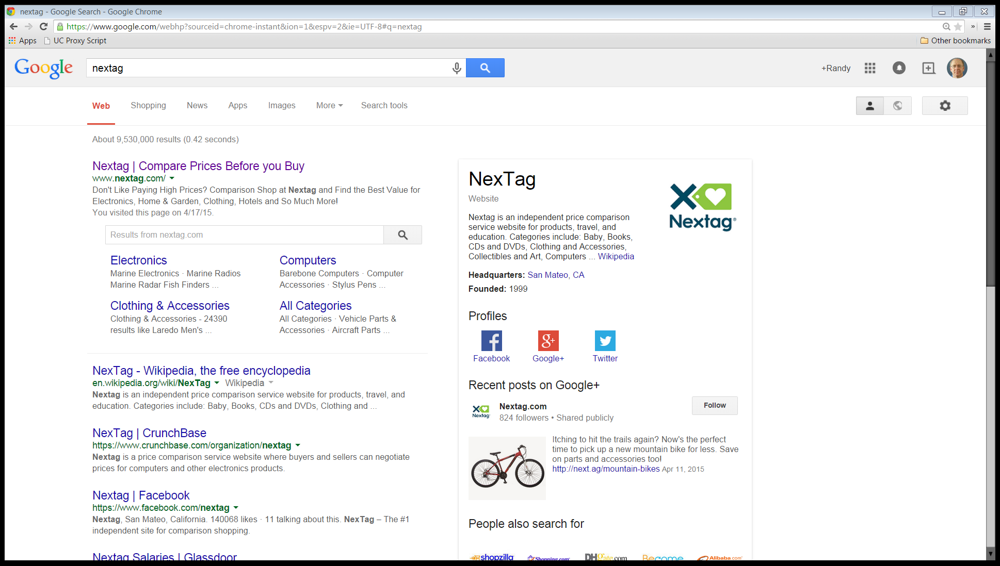 nextag - Google Search - Google Chrome
https://www.google.com/webhp?sourceid=chrome-instant&ion=1&espv=2&ie=UTF-8#q=nextag
Apps UC Proxy Script Other bookmarks
Google nextag +Randy
Web Shopping News Apps Images More Search tools
About 9,530,000 results (0.42 seconds)
Nextag | Compare Prices Before you Buy
www.nextag.com/
Don't Like Paying High Prices? Comparison Shop at Nextag and Find the Best Value for
Electronics, Home & Garden, Clothing, Hotels and So Much More!
You visited this page on 4/17/15.
Results from nextag.com
Electronics
Marine Electronics · Marine Radios
Marine Radar Fish Finders ...
Computers
Barebone Computers · Computer
Accessories · Stylus Pens ...
Clothing & Accessories
Clothing & Accessories - 24390
results like Laredo Men's ...
All Categories
All Categories · Vehicle Parts &
Accessories · Aircraft Parts ...
NexTag - Wikipedia, the free encyclopedia
en.wikipedia.org/wiki/NexTag Wikipedia
Nextag is an independent price comparison service website for products, travel, and
education. Categories include: Baby, Books, CDs and DVDs, Clothing and ...
NexTag | CrunchBase
https://www.crunchbase.com/organization/nextag
Nextag is a price comparison service website where buyers and sellers can negotiate
prices for computers and other electronics products.
Nextag | Facebook
https://www.facebook.com/nextag
Nextag, San Mateo, California. 140068 likes · 11 talking about this. NexTag – The #1
independent site for comparison shopping.
Nextag Salaries | Glassdoor
NexTag
Website
Nextag®
Nextag is an independent price comparison
service website for products, travel, and
education. Categories include: Baby, Books,
CDs and DVDs, Clothing and Accessories,
Collectibles and Art, Computers ... Wikipedia
Headquarters: San Mateo, CA
Founded: 1999
Profiles
Facebook Google+ Twitter
Recent posts on Google+
Nextag
Nextag.com
824 followers • Shared publicly
Follow
Itching to hit the trails again? Now's the perfect
time to pick up a new mountain bike for less. Save
on parts and accessories too!
http://next.ag/mountain-bikes Apr 11, 2015
People also search for
shopzilla Shopping.com DHgate.com Become Alibaba.com